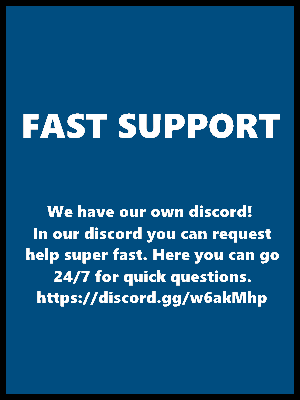 FAST SUPPORT
We have our own discord!
In our discord you can request
help super fast. Here you can go
24/7 for quick questions.
https://discord.gg/w6akMhp